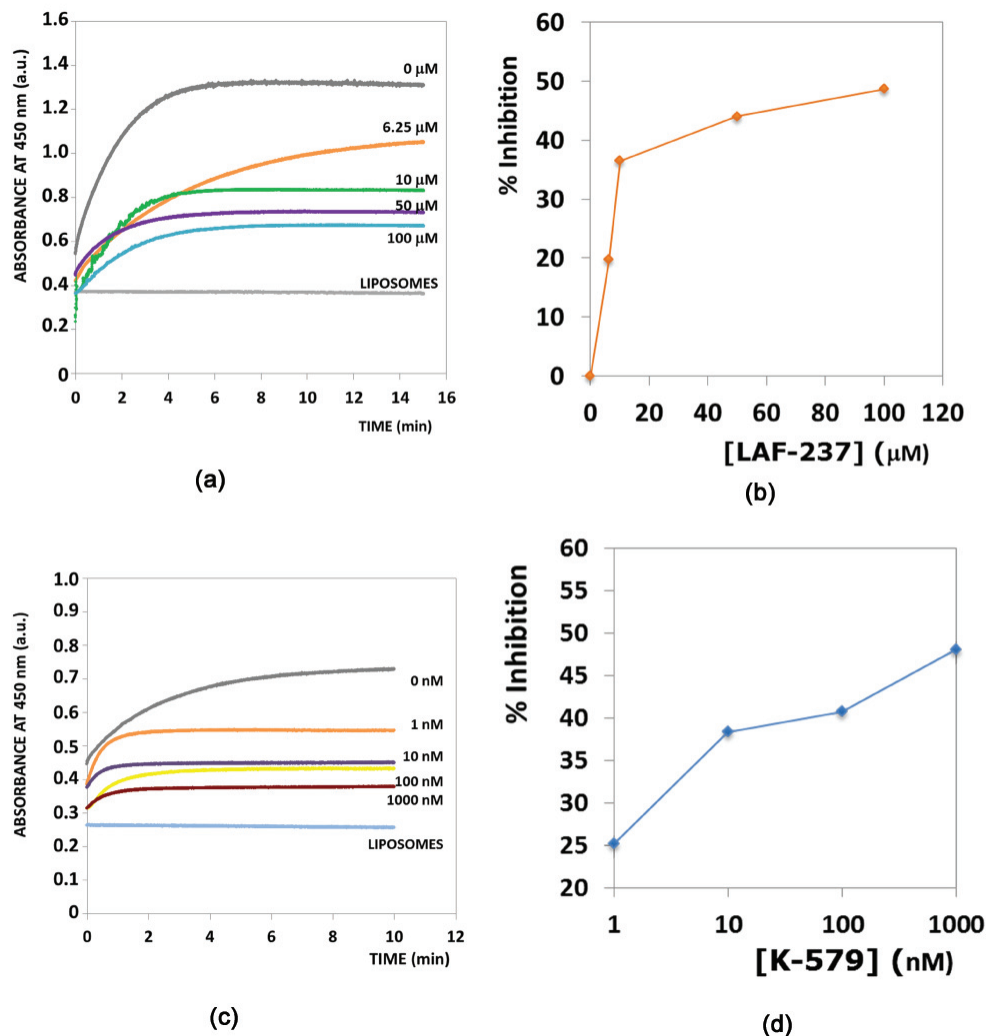 ABSORBANCE AT 450 nm (a.u.)
1.6
1.4
1.2
1.0
0.8
0.6
0.4
0.2
0
0 μM
6.25 μM
10 μM
50 μM
100 μM
LIPOSOMES
0 2 4 6 8 10 12 14 16
TIME (min)
(a)
% Inhibition
60
50
40
30
20
10
0
0 20 40 60 80 100 120
[LAF-237] (μM)
(b)
ABSORBANCE AT 450 nm (a.u.)
1.0
0.9
0.8
0.7
0.6
0.5
0.4
0.3
0.2
0.1
0
0 nM
1 nM
10 nM
100 nM
1000 nM
LIPOSOMES
0 2 4 6 8 10 12
TIME (min)
(c)
% Inhibition
60
55
50
45
40
35
30
25
20
1 10 100 1000
[K-579] (nM)
(d)